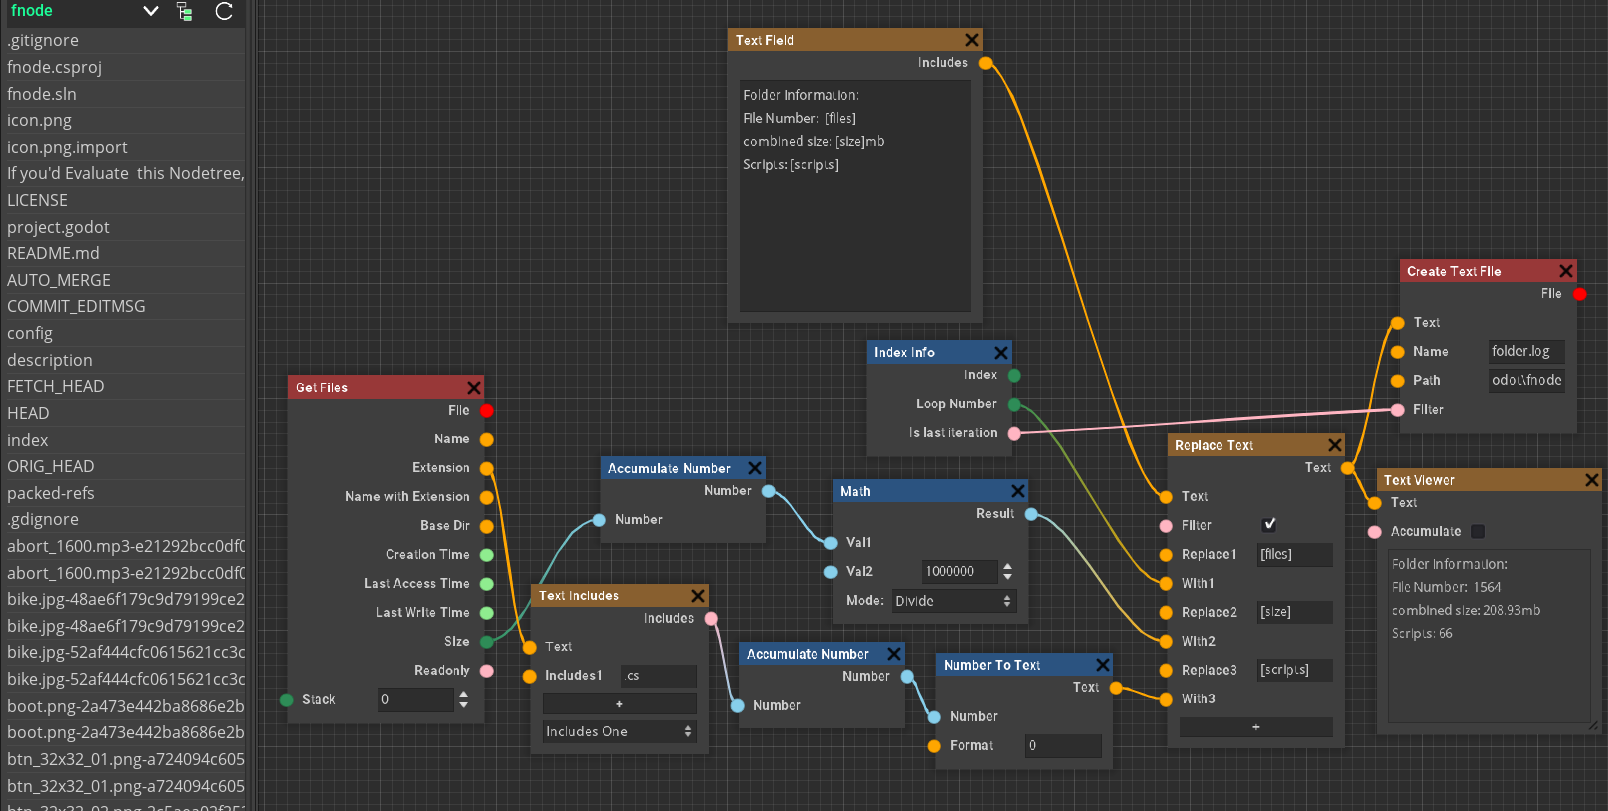 fnode
.gitignore
fnode.csproj
fnode.sln
icon.png
icon.png.import
If you'd Evaluate  this Nodetree,
LICENSE
project.godot
README.md
AUTO_MERGE
COMMIT_EDITMSG
config
description
FETCH_HEAD
HEAD
index
ORIG_HEAD
packed-refs
.gdignore
abort_1600.mp3-e21292bcc0df0
abort_1600.mp3-e21292bcc0df0
bike.jpg-48ae6f179c9d79199ce2
bike.jpg-48ae6f179c9d79199ce2
bike.jpg-52af444cfc0615621cc3c
bike.jpg-52af444cfc0615621cc3c
boot.png-2a473e442ba8686e2b
boot.png-2a473e442ba8686e2b
btn_32x32_01.png-a724094c605
btn_32x32_01.png-a724094c605
Get Files
File
Name
Extension
Name with Extension
Base Dir
Creation Time
Last Access Time
Last Write Time
Size
Readonly
Stack
0
Text Includes
Includes
Text
Includes1
.cs
+
Includes One
Accumulate Number
Number
Number
Text Field
Includes
Folder Information:
File Number:  [files]
combined size: [size]mb
Scripts: [scripts]
Index Info
Index
Loop Number
Is last iteration
Math
Result
Val1
Val2
1000000
Mode:
Divide
Accumulate Number
Number
Number
Number To Text
Text
Number
Format
0
Replace Text
Text
Text
Filter
Replace1
[files]
With1
Replace2
[size]
With2
Replace3
[scripts]
With3
+
Create Text File
File
Text
Name
folder.log
Path
odot\fnode
Filter
Text Viewer
Text
Accumulate
Folder Information:
File Number:  1564
combined size: 208.93mb
Scripts: 66